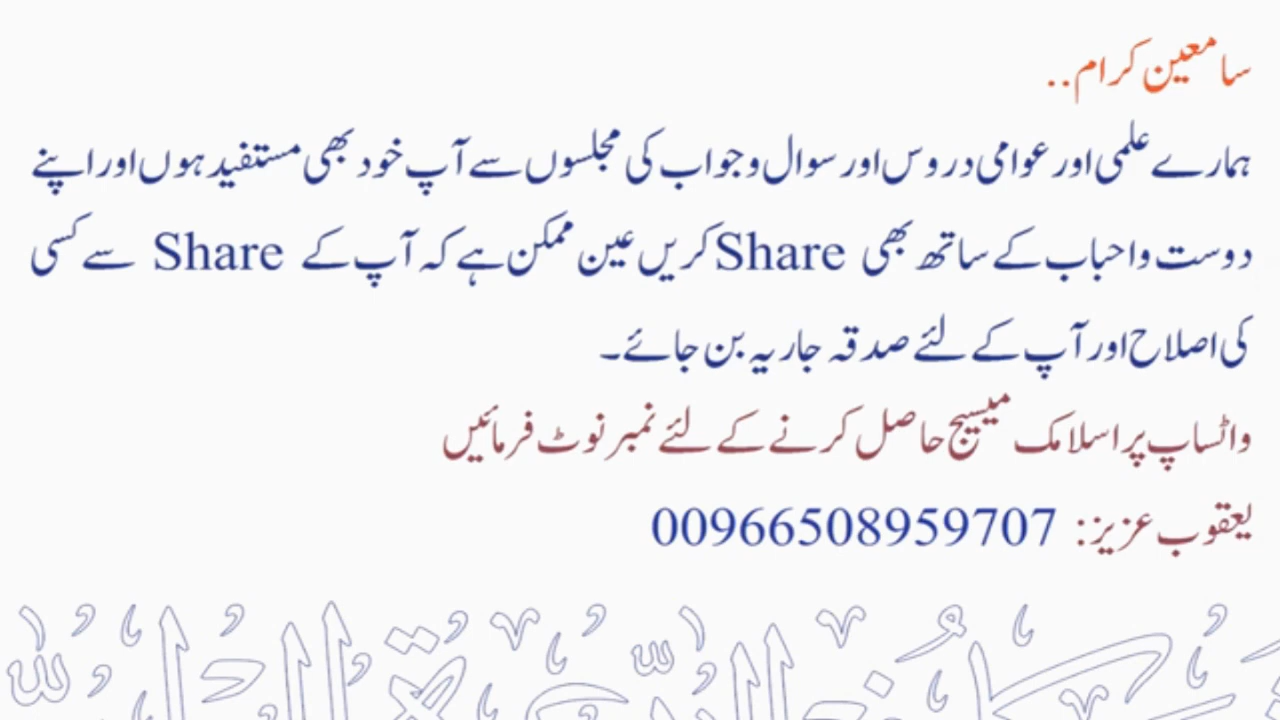 سامعین کرام..
ہمارے علمی اور عوامی دروس اور سوال و جواب کی مجلسوں سے آپ خود بھی مستفید ہوں اور اپنے
دوست و احباب کے ساتھ بھی Share کریں عین ممکن ہے کہ آپ کے Share سے کسی
کی اصلاح اور آپ کے لئے صدقہ جاریہ بن جائے۔
واٹساپ پر اسلامک میسیج حاصل کرنے کے لئے نمبر نوٹ فرمائیں
یعقوب عزیز: 00966508959707